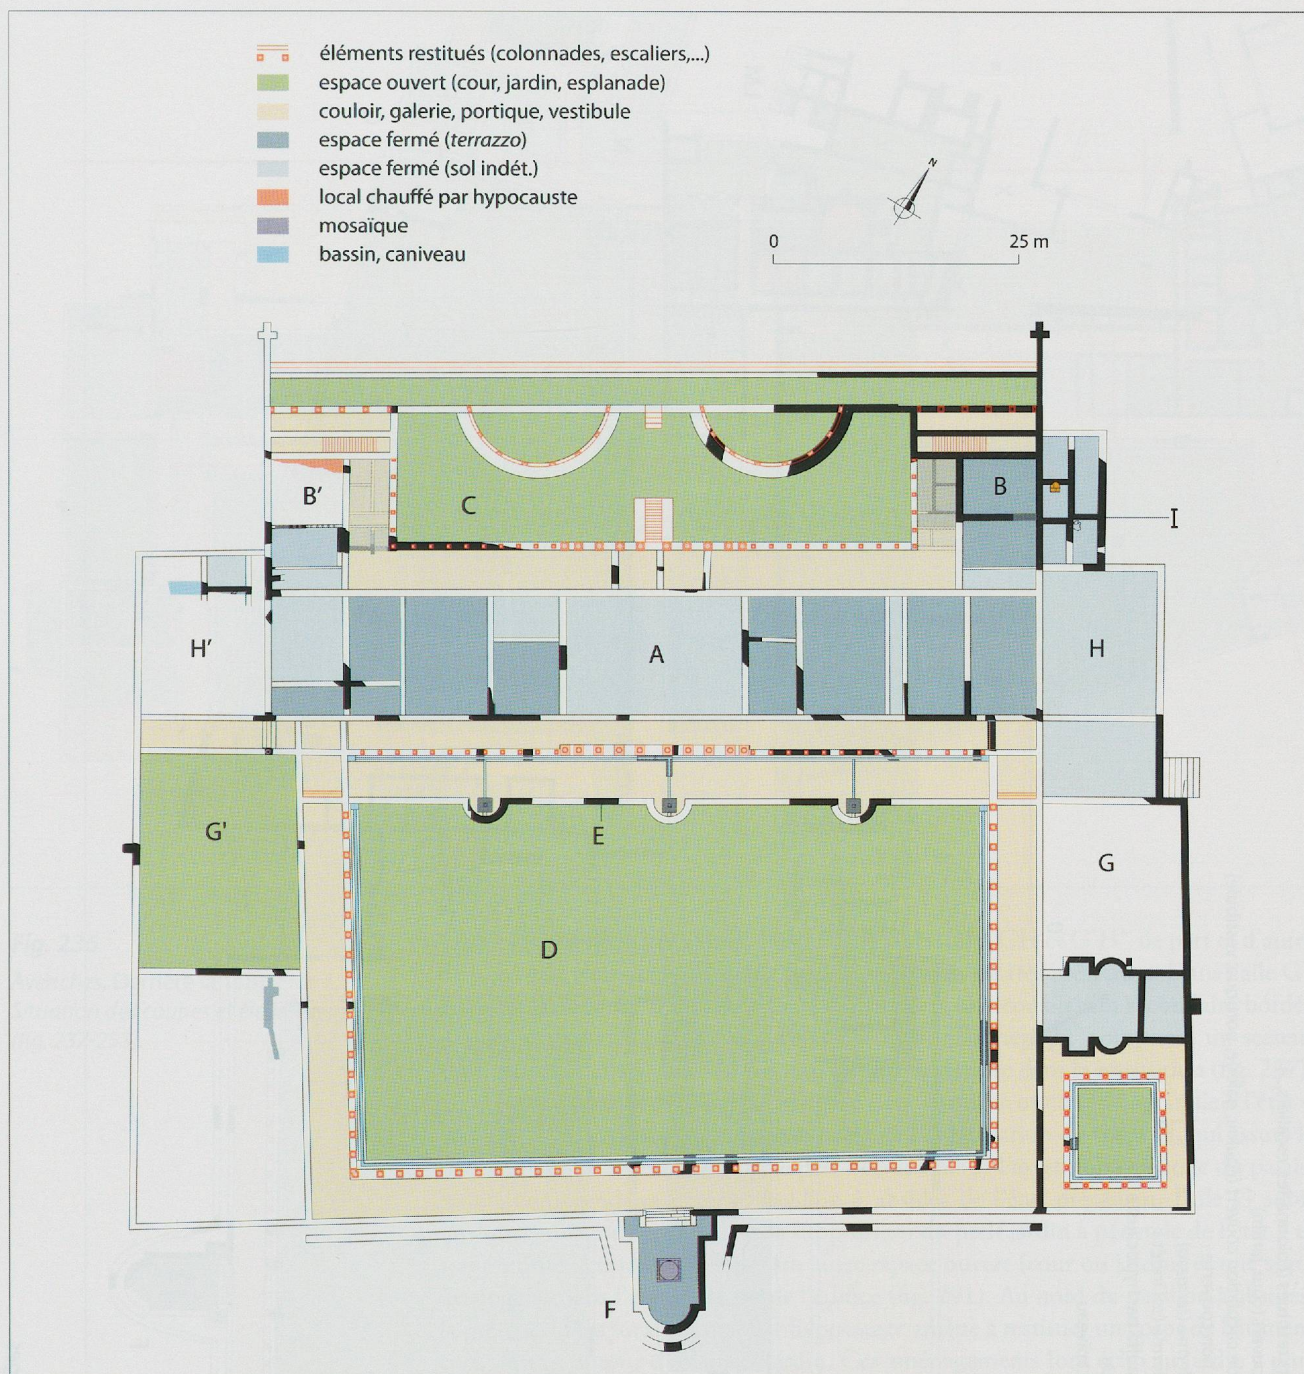 éléments restitués (colonnades, escaliers,...)
espace ouvert (cour, jardin, esplanade)
couloir, galerie, portique, vestibule
espace fermé (terrazzo)
espace fermé (sol indét.)
local chauffé par hypocauste
mosaïque
bassin, caniveau
N
0 25 m
B′
C
B
I
H′
A
H
G'
E
G
D
F